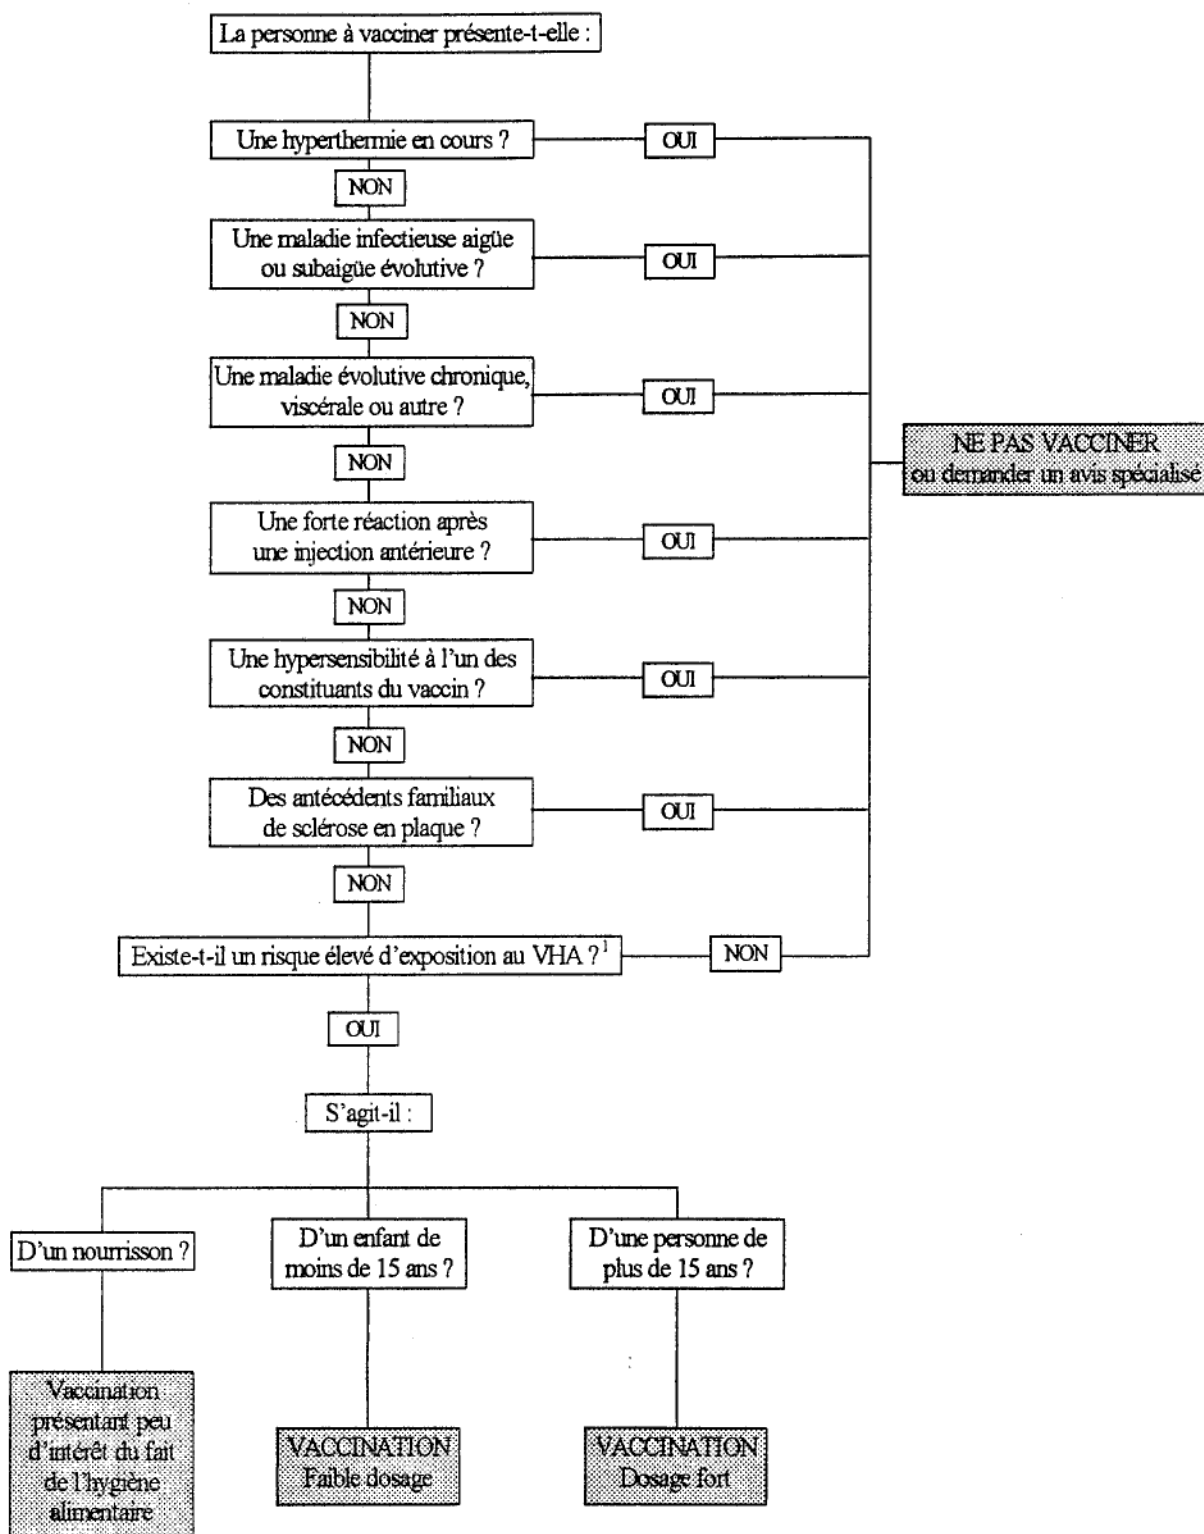 La personne à vacciner présente-t-elle :
Une hyperthermie en cours ?
OUI
NON
Une maladie infectieuse aigüe
ou subaigüe évolutive ?
OUI
NON
Une maladie évolutive chronique,
viscérale ou autre ?
OUI
NE PAS VACCINER
ou demander un avis spécialisé
NON
Une forte réaction après
une injection antérieure ?
OUI
NON
Une hypersensibilité à l'un des
constituants du vaccin ?
OUI
NON
Des antécédents familiaux
de sclérose en plaque ?
OUI
NON
Existe-t-il un risque élevé d'exposition au VHA ?¹
NON
OUI
S'agit-il :
D'un nourrisson ?
D'un enfant de
moins de 15 ans ?
D'une personne de
plus de 15 ans ?
Vaccination
présentant peu
d'intérêt du fait
de l'hygiène
alimentaire
VACCINATION
Faible dosage
VACCINATION
Dosage fort